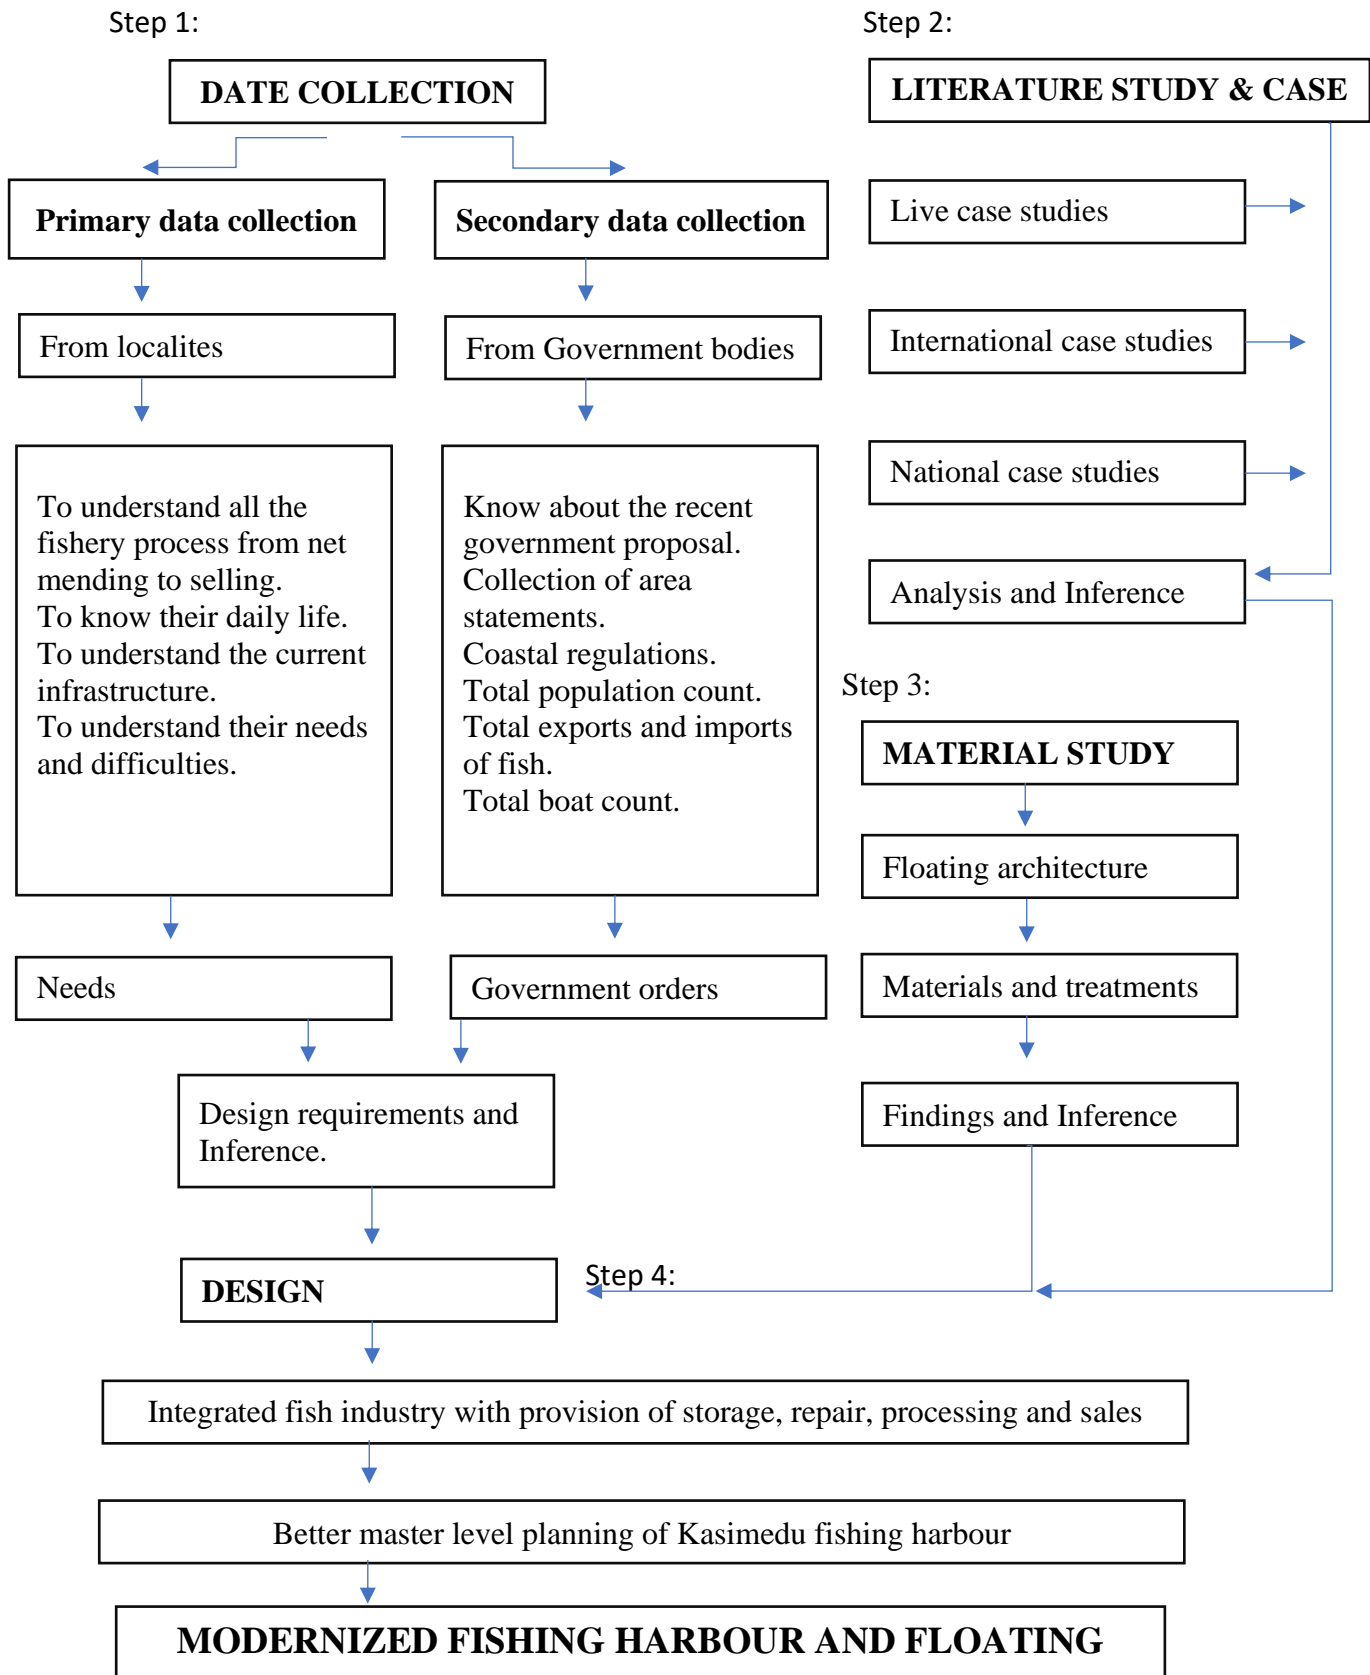 Step 1:
DATE COLLECTION
Primary data collection
Secondary data collection
From localites
From Government bodies
To understand all the
fishery process from net
mending to selling.
To know their daily life.
To understand the current
infrastructure.
To understand their needs
and difficulties.
Know about the recent
government proposal.
Collection of area
statements.
Coastal regulations.
Total population count.
Total exports and imports
of fish.
Total boat count.
Needs
Government orders
Design requirements and
Inference.
Step 2:
LITERATURE STUDY & CASE
Live case studies
International case studies
National case studies
Analysis and Inference
Step 3:
MATERIAL STUDY
Floating architecture
Materials and treatments
Findings and Inference
Step 4:
DESIGN
Integrated fish industry with provision of storage, repair, processing and sales
Better master level planning of Kasimedu fishing harbour
MODERNIZED FISHING HARBOUR AND FLOATING